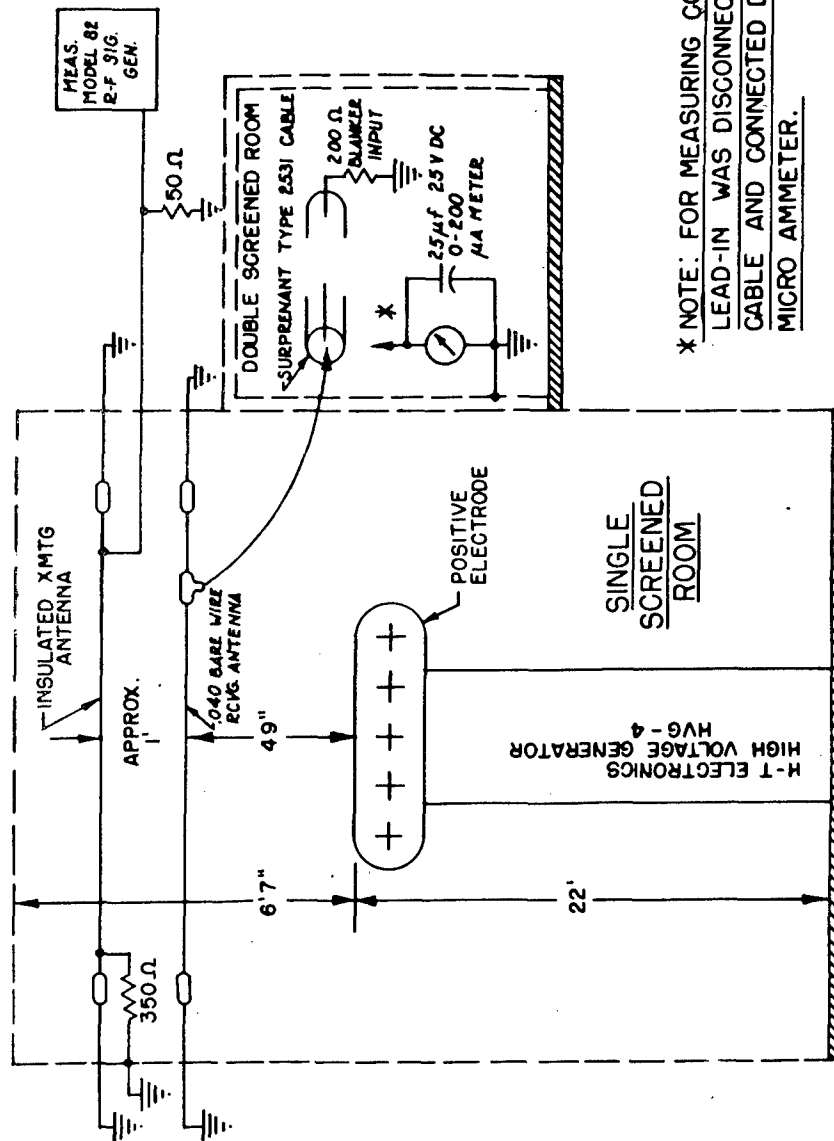 MEAS.
MODEL 82
R-F SIG.
GEN.
50 Ω
INSULATED XMTG
ANTENNA
APPROX.
1'
.040 BARE WIRE
RCVG. ANTENNA
350 Ω
49"
6'7"
22'
DOUBLE SCREENED ROOM
SURPRENANT TYPE 2531 CABLE
200 Ω
BLANKER
INPUT
*
25 μf 25 V DC
0-200
μA METER
POSITIVE
ELECTRODE
+ + + + +
SINGLE
SCREENED
ROOM
H-T ELECTRONICS
HIGH VOLTAGE GENERATOR
HVG-4
* NOTE: FOR MEASURING
LEAD-IN WAS
CABLE AND CONNECTED
MICRO AMMETER.